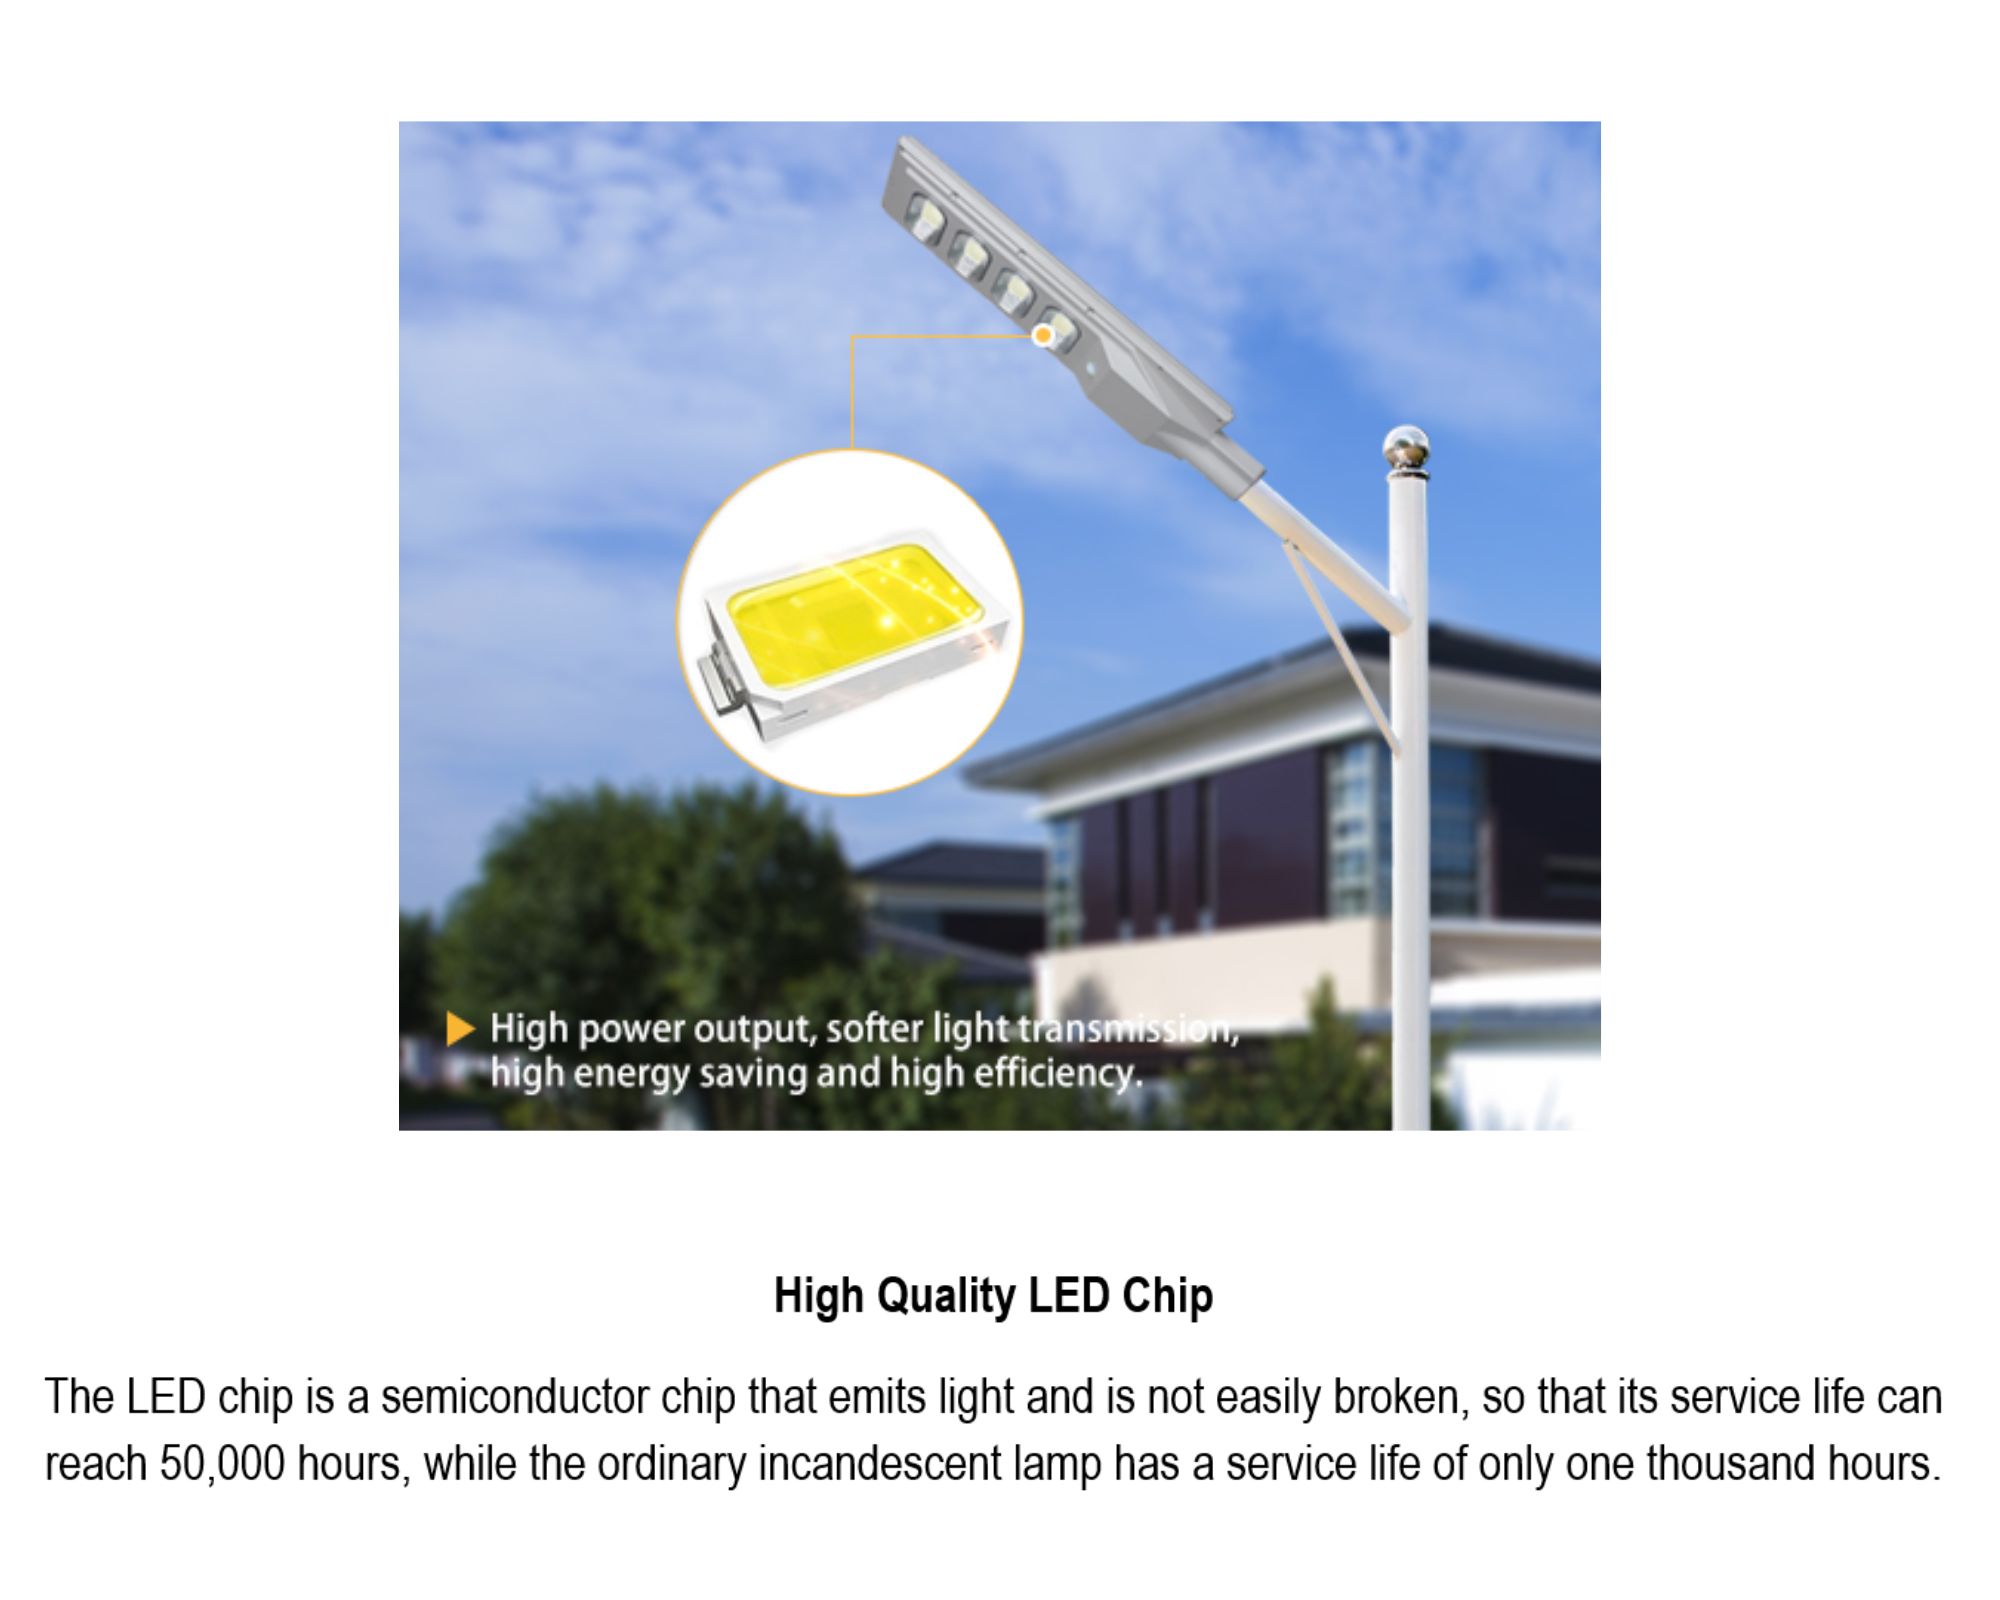 High power output, softer light transmission,
high energy saving and high efficiency.
High Quality LED Chip
The LED chip is a semiconductor chip that emits light and is not easily broken, so that its service life can
reach 50,000 hours, while the ordinary incandescent lamp has a service life of only one thousand hours.